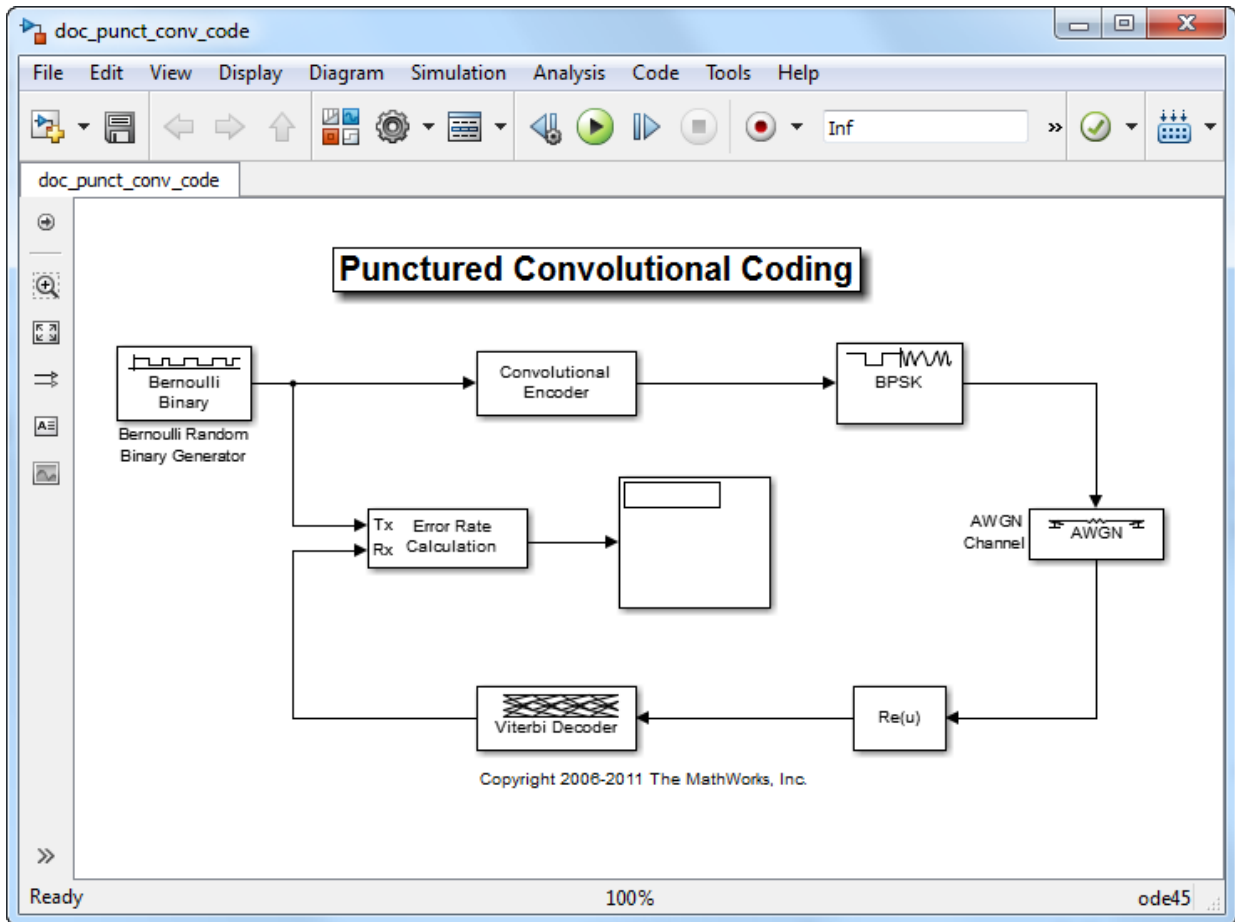 doc_punct_conv_code
File Edit View Display Diagram Simulation Analysis Code Tools Help
Inf
»
doc_punct_conv_code
Punctured Convolutional Coding
Bernoulli
Binary
Bernoulli Random
Binary Generator
Convolutional
Encoder
BPSK
Tx
Rx
Error Rate
Calculation
AWGN
Channel
AWGN
Viterbi Decoder
Re(u)
Copyright 2006-2011 The MathWorks, Inc.
»
Ready
100%
ode45